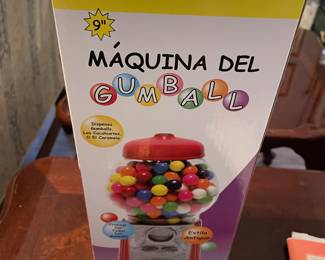 9"
MÁQUINA DEL
GUMBALL
Dispensa
Gumballs
Los Cacahuetes
O El Caramelo
Estilo
Antiguo